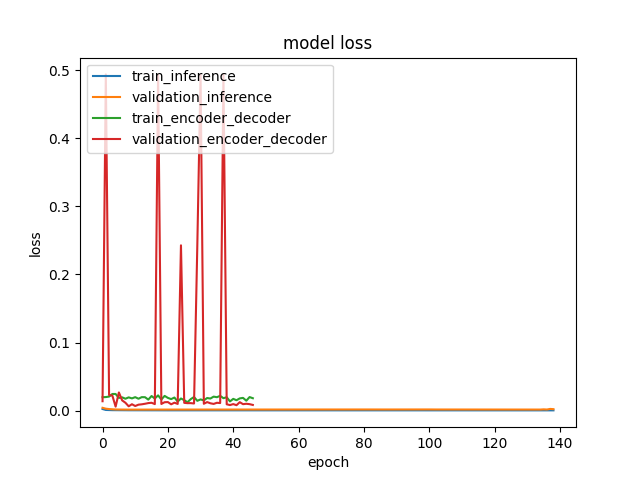 model loss
train_inference
validation_inference
train_encoder_decoder
validation_encoder_decoder
loss
0.5
0.4
0.3
0.2
0.1
0.0
0 20 40 60 80 100 120 140
epoch